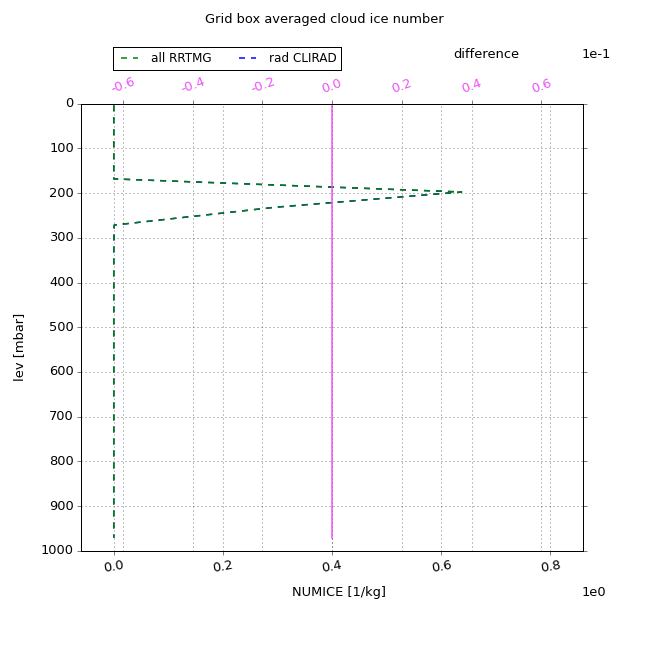 Grid box averaged cloud ice number
all RRTMG rad CLIRAD difference 1e-1
-0.6 -0.4 -0.2 0.0 0.2 0.4 0.6
0
100
200
300
400
500
600
700
800
900
1000
lev [mbar]
0.0 0.2 0.4 0.6 0.8
NUMICE [1/kg] 1e0